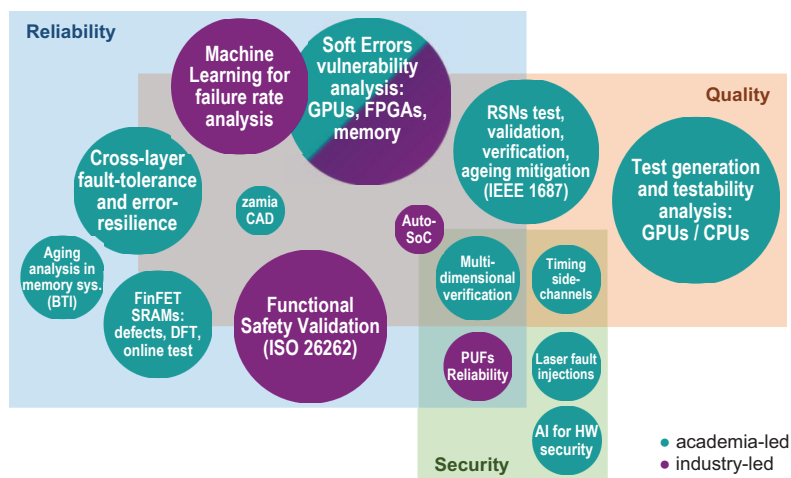 Reliability
Machine
Learning for
failure rate
analysis
Soft Errors
vulnerability
analysis:
GPUs, FPGAs,
memory
Quality
RSNs test,
validation,
verification,
ageing mitigation
(IEEE 1687)
Test generation
and testability
analysis:
GPUs / CPUs
Cross-layer
fault-tolerance
and error-
resilience
zamia
CAD
Auto-
SoC
Aging
analysis in
memory sys.
(BTI)
FinFET
SRAMs:
defects, DFT,
online test
Functional
Safety Validation
(ISO 26262)
Multi-
dimensional
verification
Timing
side-
channels
PUFs
Reliability
Laser fault
injections
AI for HW
security
Security
academia-led
industry-led